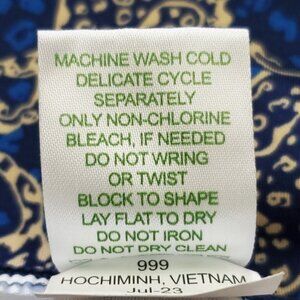 MACHINE WASH COLD
DELICATE CYCLE
SEPARATELY
ONLY NON-CHLORINE
BLEACH, IF NEEDED
DO NOT WRING
OR TWIST
BLOCK TO SHAPE
LAY FLAT TO DRY
DO NOT IRON
DO NOT DRY CLEAN
999
HOCHIMINH, VIETNAM
Jul-23